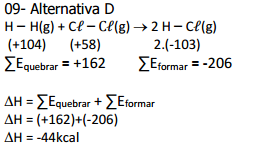 09- Alternativa D
H – H(g) + Cℓ – Cℓ(g) → 2 H – Cℓ(g)
(+104) (+58) 2.(-103)
∑Equebrar = +162 ∑Eformar = -206
ΔH = ∑Equebrar + ∑Eformar
ΔH = (+162)+(-206)
ΔH = -44kcal